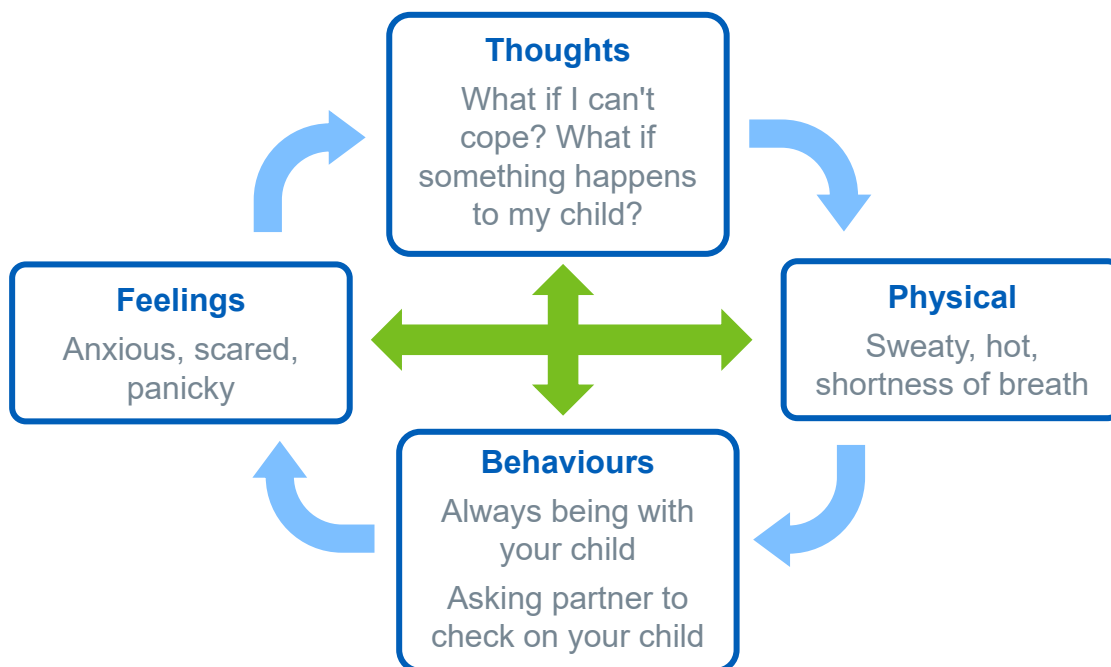 Thoughts
What if I can't
cope? What if
something happens
to my child?
Feelings
Anxious, scared,
panicky
Physical
Sweaty, hot,
shortness of breath
Behaviours
Always being with
your child
Asking partner to
check on your child